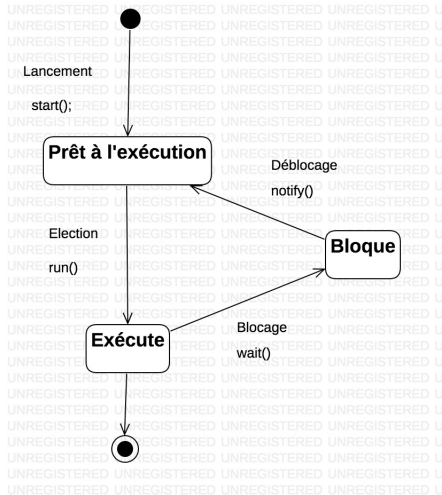 Lancement
start();
Prêt à l'exécution
Déblocage
notify()
Election
run()
Bloque
Exécute
Blocage
wait()